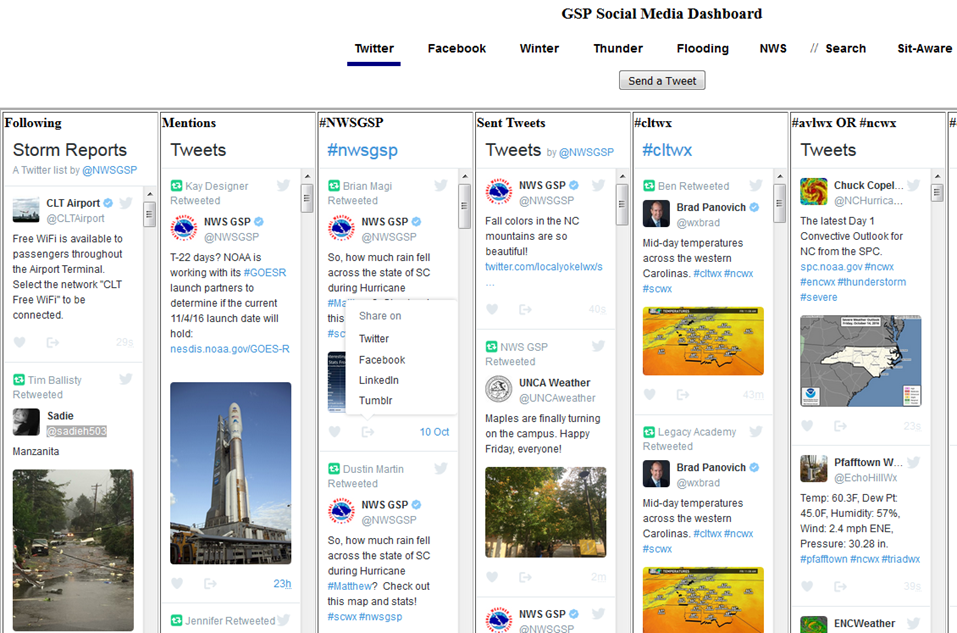 GSP Social Media Dashboard
Twitter Facebook Winter Thunder Flooding NWS // Search Sit-Aware
Send a Tweet
Following
Storm Reports
A Twitter list by @NWSGSP
CLT Airport
@CLTAirport
Free WiFi is available to
passengers throughout
the Airport Terminal.
Select the network "CLT
Free WiFi" to be
connected.
29s
Tim Ballisty
Retweeted
Sadie
@sadieh503
Manzanita
Mentions
Tweets
Kay Designer
Retweeted
NWS GSP
@NWSGSP
T-22 days? NOAA is
working with its #GOESR
launch partners to
determine if the current
11/4/16 launch date will
hold:
nesdis.noaa.gov/GOES-R
23h
Jennifer Retweeted
#NWSGSP
#nwsgsp
Brian Magi
Retweeted
NWS GSP
@NWSGSP
So, how much rain fell
across the state of SC
during Hurricane
#Ma
this
#sc
Share on
Twitter
Facebook
LinkedIn
Tumblr
10 Oct
Dustin Martin
Retweeted
NWS GSP
@NWSGSP
So, how much rain fell
across the state of SC
during Hurricane
#Matthew? Check out
this map and stats!
#scwx #nwsgsp
Sent Tweets
Tweets by @NWSGSP
NWS GSP
@NWSGSP
Fall colors in the NC
mountains are so
beautiful!
twitter.com/localyokelwx/s
…
40s
NWS GSP
Retweeted
UNCA Weather
@UNCAweather
Maples are finally turning
on the campus. Happy
Friday, everyone!
2m
NWS GSP
@NWSGSP
#cltwx
#cltwx
Ben Retweeted
Brad Panovich
@wxbrad
Mid-day temperatures
across the western
Carolinas. #cltwx #ncwx
#scwx
TEMPERATURES
43m
Legacy Academy
Retweeted
Brad Panovich
@wxbrad
Mid-day temperatures
across the western
Carolinas. #cltwx #ncwx
#scwx
TEMPERATURES
#avlwx OR #ncwx
Tweets
Chuck Copel...
@NCHurrica...
The latest Day 1
Convective Outlook for
NC from the SPC.
spc.noaa.gov #ncwx
#encwx #thunderstorm
#severe
Severe Weather Outlook
Friday, October 14, 2016
23s
Pfafftown W...
@EchoHillWx
Temp: 60.3F, Dew Pt:
45.0F, Humidity: 57%,
Wind: 2.4 mph ENE,
Pressure: 30.28 in.
#pfafftown #ncwx #triadwx
39s
ENCWeather